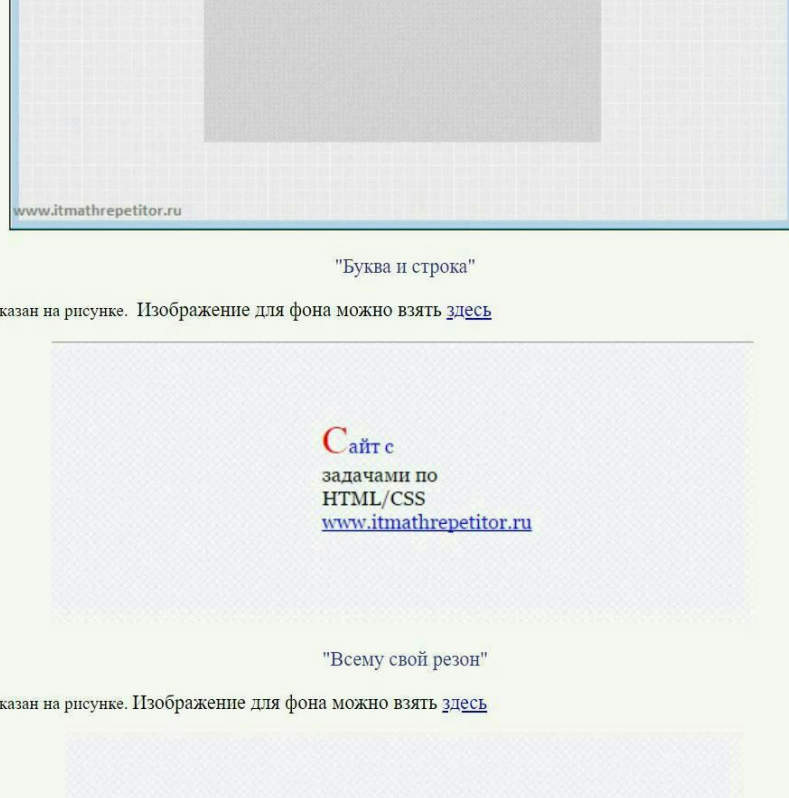 www.itmathrepetitor.ru
"Буква и строка"
казан на рисунке. Изображение для фона можно взять здесь
Сайт с
задачами по
HTML/CSS
www.itmathrepetitor.ru
"Всему свой резон"
казан на рисунке. Изображение для фона можно взять здесь